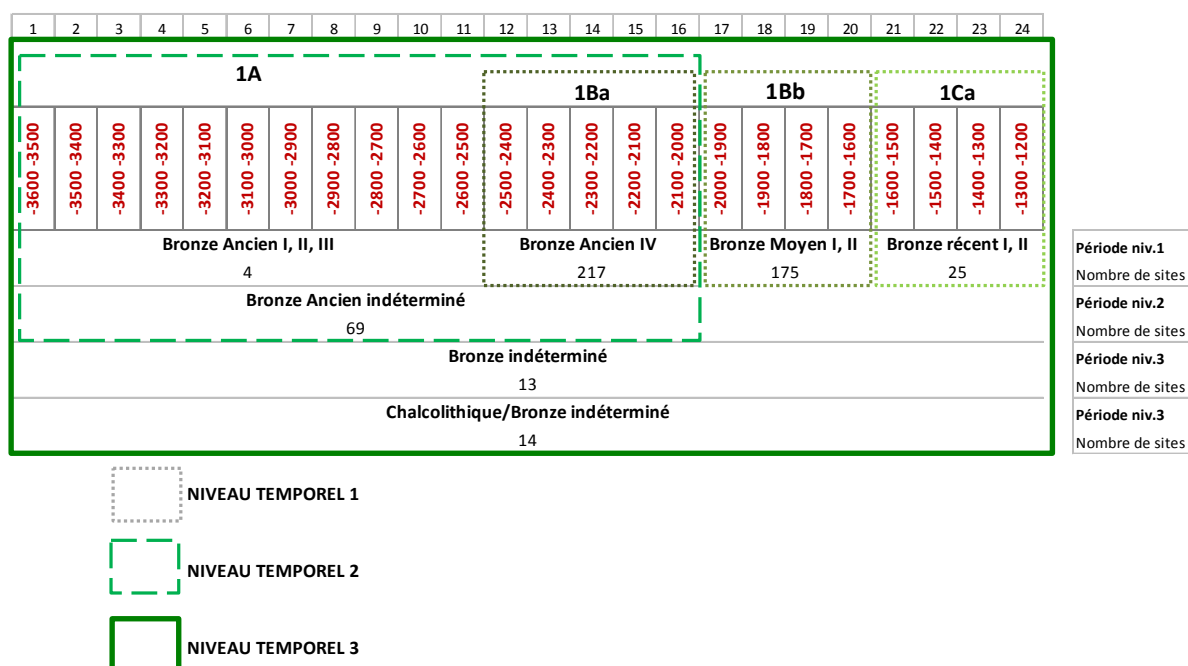 1 2 3 4 5 6 7 8 9 10 11 12 13 14 15 16 17 18 19 20 21 22 23 24
1A
1Ba 1Bb 1Ca
-3600 -3500 -3500 -3400 -3400 -3300 -3300 -3200 -3200 -3100 -3100 -3000 -3000 -2900 -2900 -2800 -2800 -2700 -2700 -2600 -2600 -2500 -2500 -2400 -2400 -2300 -2300 -2200 -2200 -2100 -2100 -2000 -2000 -1900 -1900 -1800 -1800 -1700 -1700 -1600 -1600 -1500 -1500 -1400 -1400 -1300 -1300 -1200
Bronze Ancien I, II, III Bronze Ancien IV Bronze Moyen I, II Bronze récent I, II Période niv.1
4 217 175 25 Nombre de sites
Bronze Ancien indéterminé Période niv.2
69 Nombre de sites
Bronze indéterminé Période niv.3
13 Nombre de sites
Chalcolithique/Bronze indéterminé Période niv.3
14 Nombre de sites
NIVEAU TEMPOREL 1
NIVEAU TEMPOREL 2
NIVEAU TEMPOREL 3